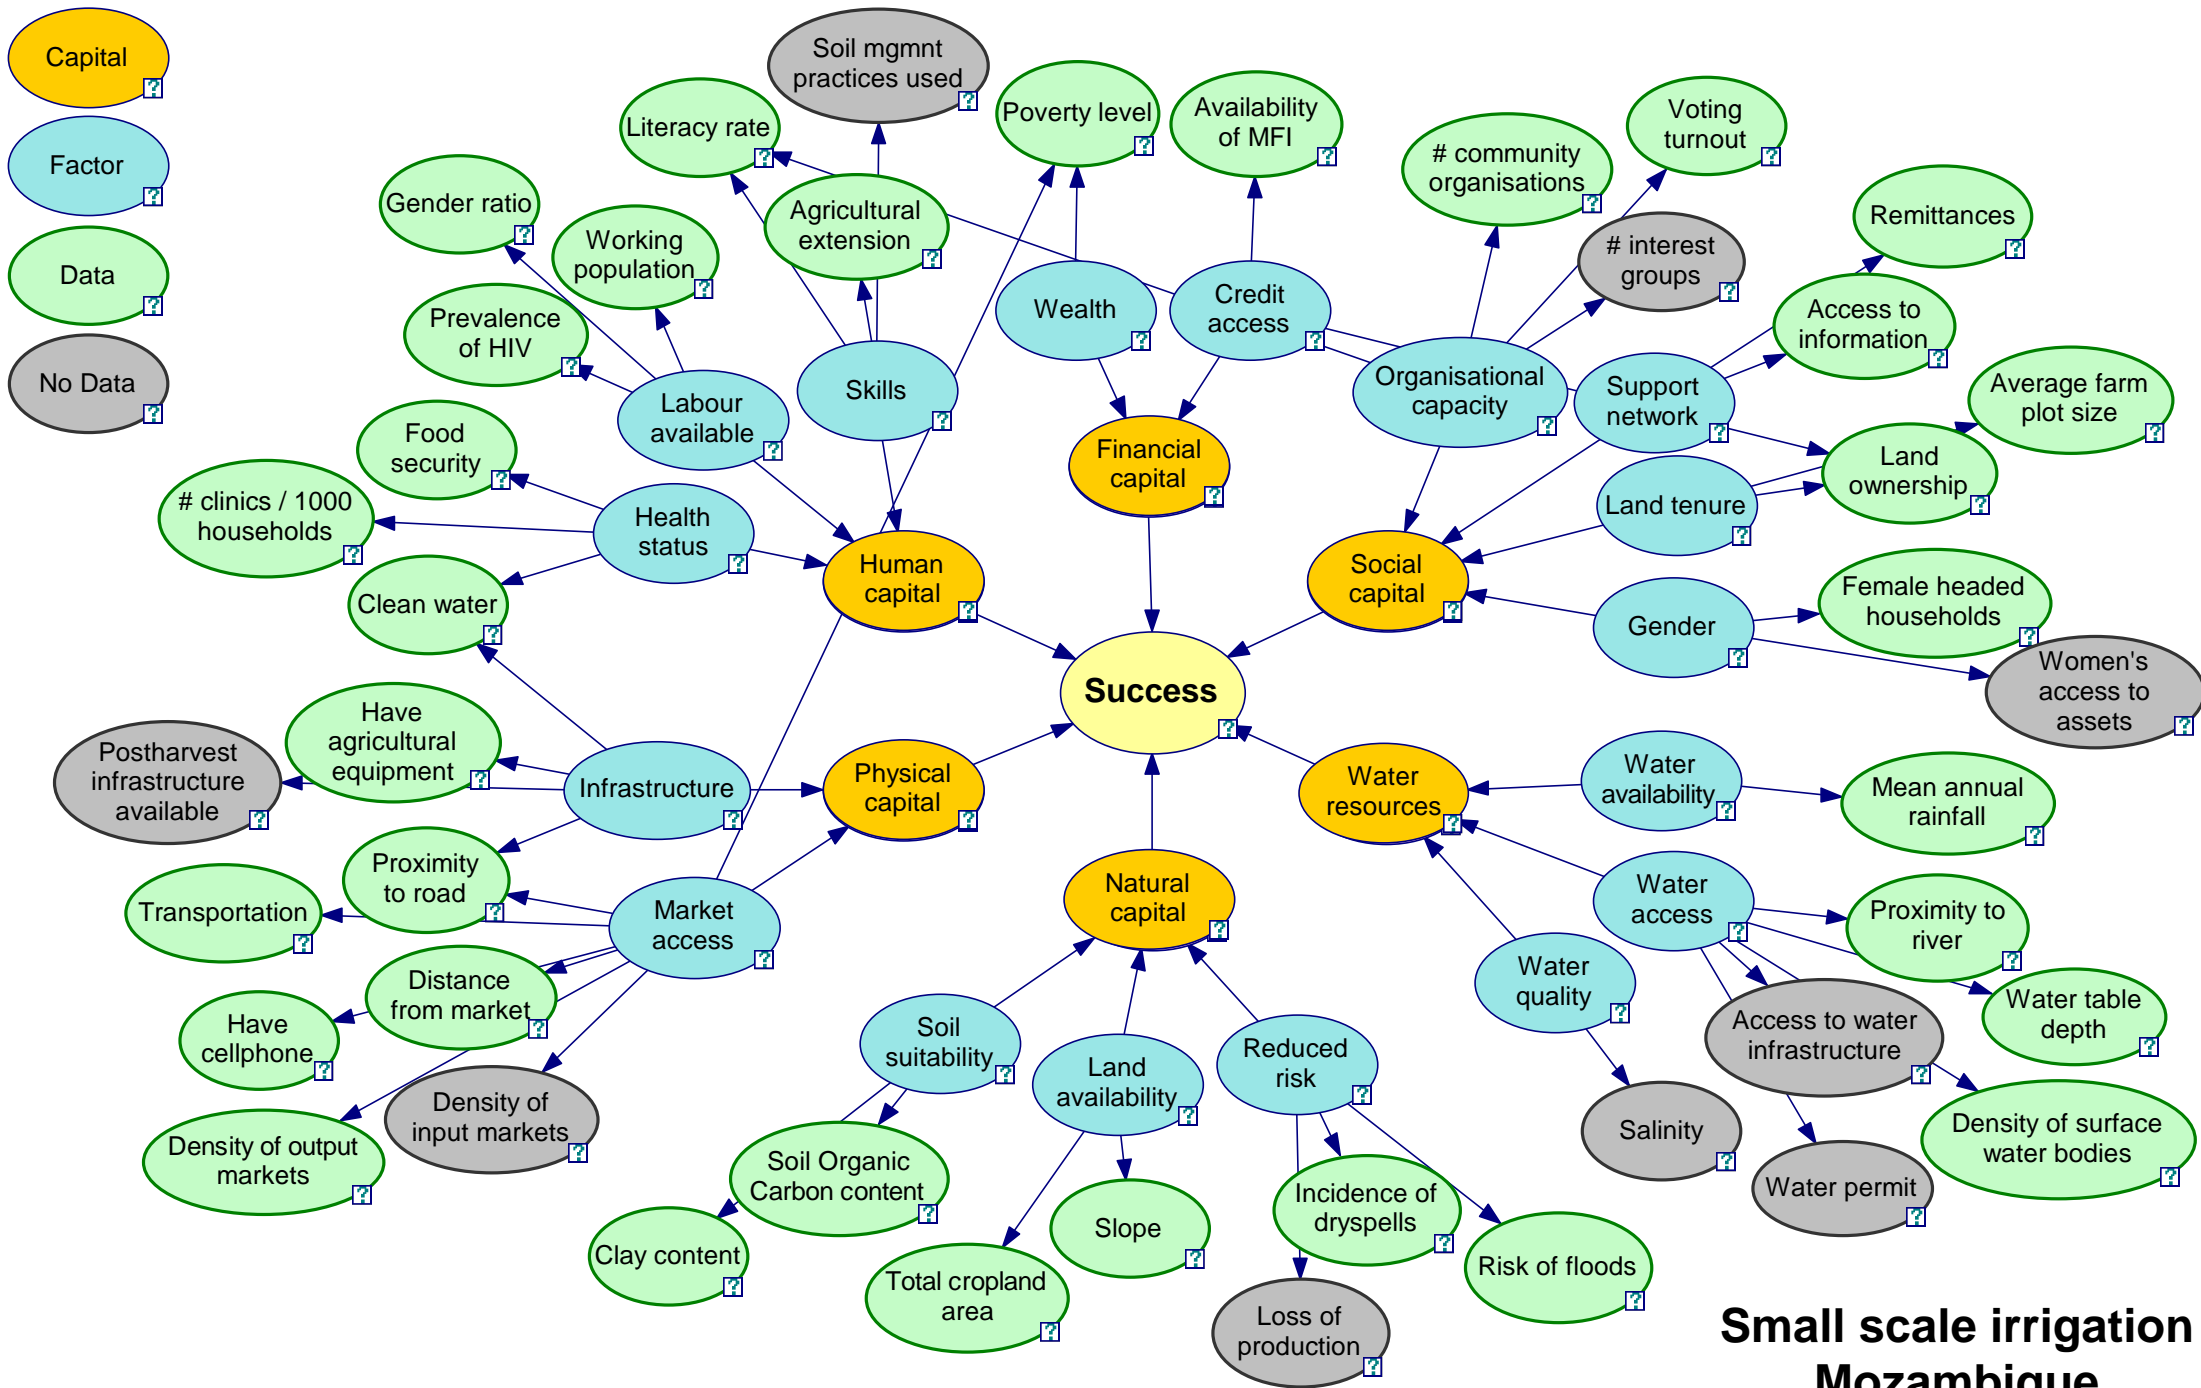 Capital
Factor
Data
No Data
Soil mgmnt
practices used
Literacy rate
Poverty level
Availability
of MFI
# community
organisations
Voting
turnout
Gender ratio
Working
population
Agricultural
extension
# interest
groups
Remittances
Prevalence
of HIV
Wealth
Credit
access
Access to
information
Labour
available
Skills
Organisational
capacity
Support
network
Average farm
plot size
Food
security
Financial
capital
Land
ownership
# clinics / 1000
households
Health
status
Land tenure
Human
capital
Social
capital
Clean water
Gender
Female headed
households
Success
Women's
access to
assets
Postharvest
infrastructure
available
Have
agricultural
equipment
Infrastructure
Physical
capital
Water
resources
Water
availability
Mean annual
rainfall
Proximity
to road
Transportation
Market
access
Natural
capital
Water
access
Proximity to
river
Distance
from market
Have
cellphone
Water
quality
Water table
depth
Soil
suitability
Land
availability
Reduced
risk
Access to water
infrastructure
Density of
input markets
Density of output
markets
Salinity
Density of surface
water bodies
Soil Organic
Carbon content
Water permit
Clay content
Slope
Incidence of
dryspells
Total cropland
area
Risk of floods
Loss of
production
Small scale irrigation
Mozambique